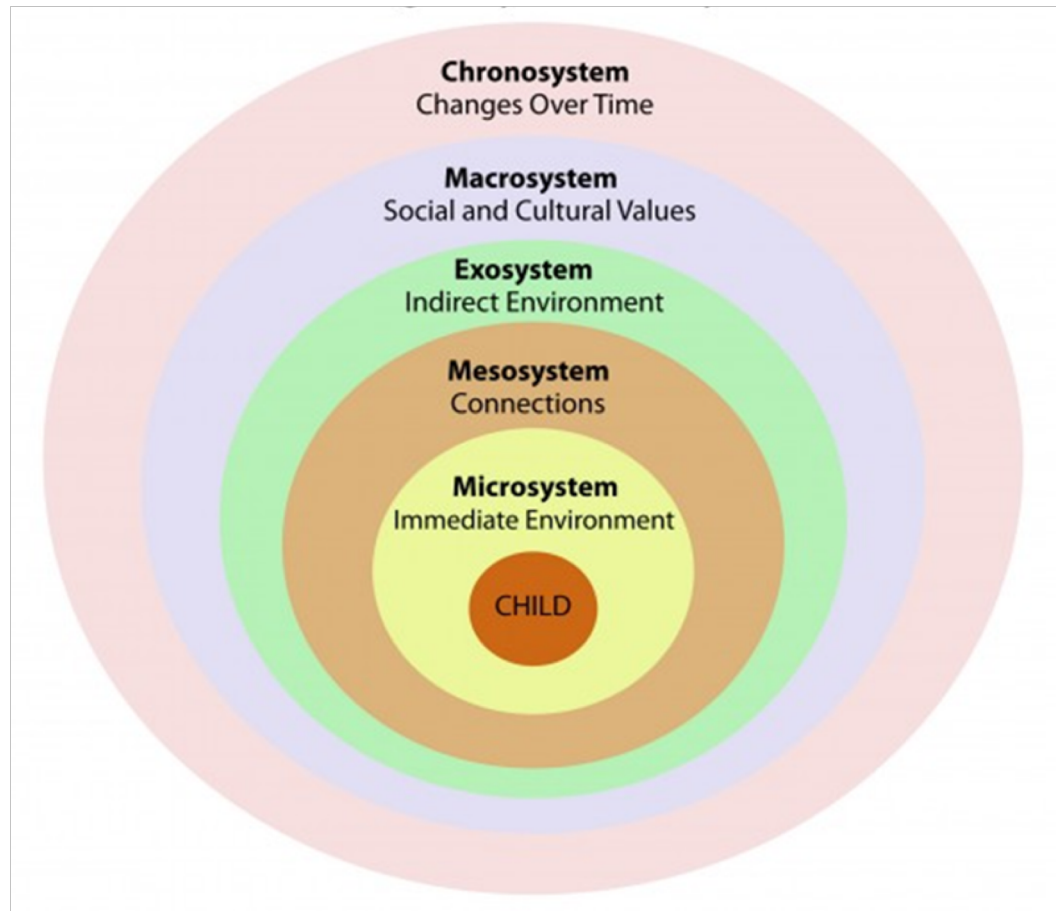 Chronosystem
Changes Over Time
Macrosystem
Social and Cultural Values
Exosystem
Indirect Environment
Mesosystem
Connections
Microsystem
Immediate Environment
CHILD